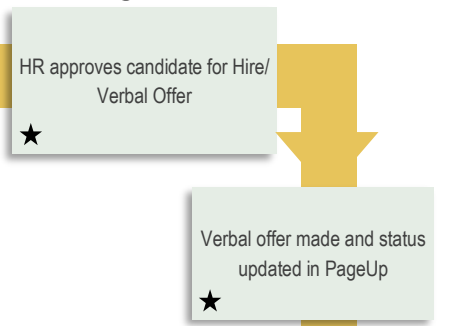 HR approves candidate for Hire/
Verbal Offer
Verbal offer made and status
updated in PageUp